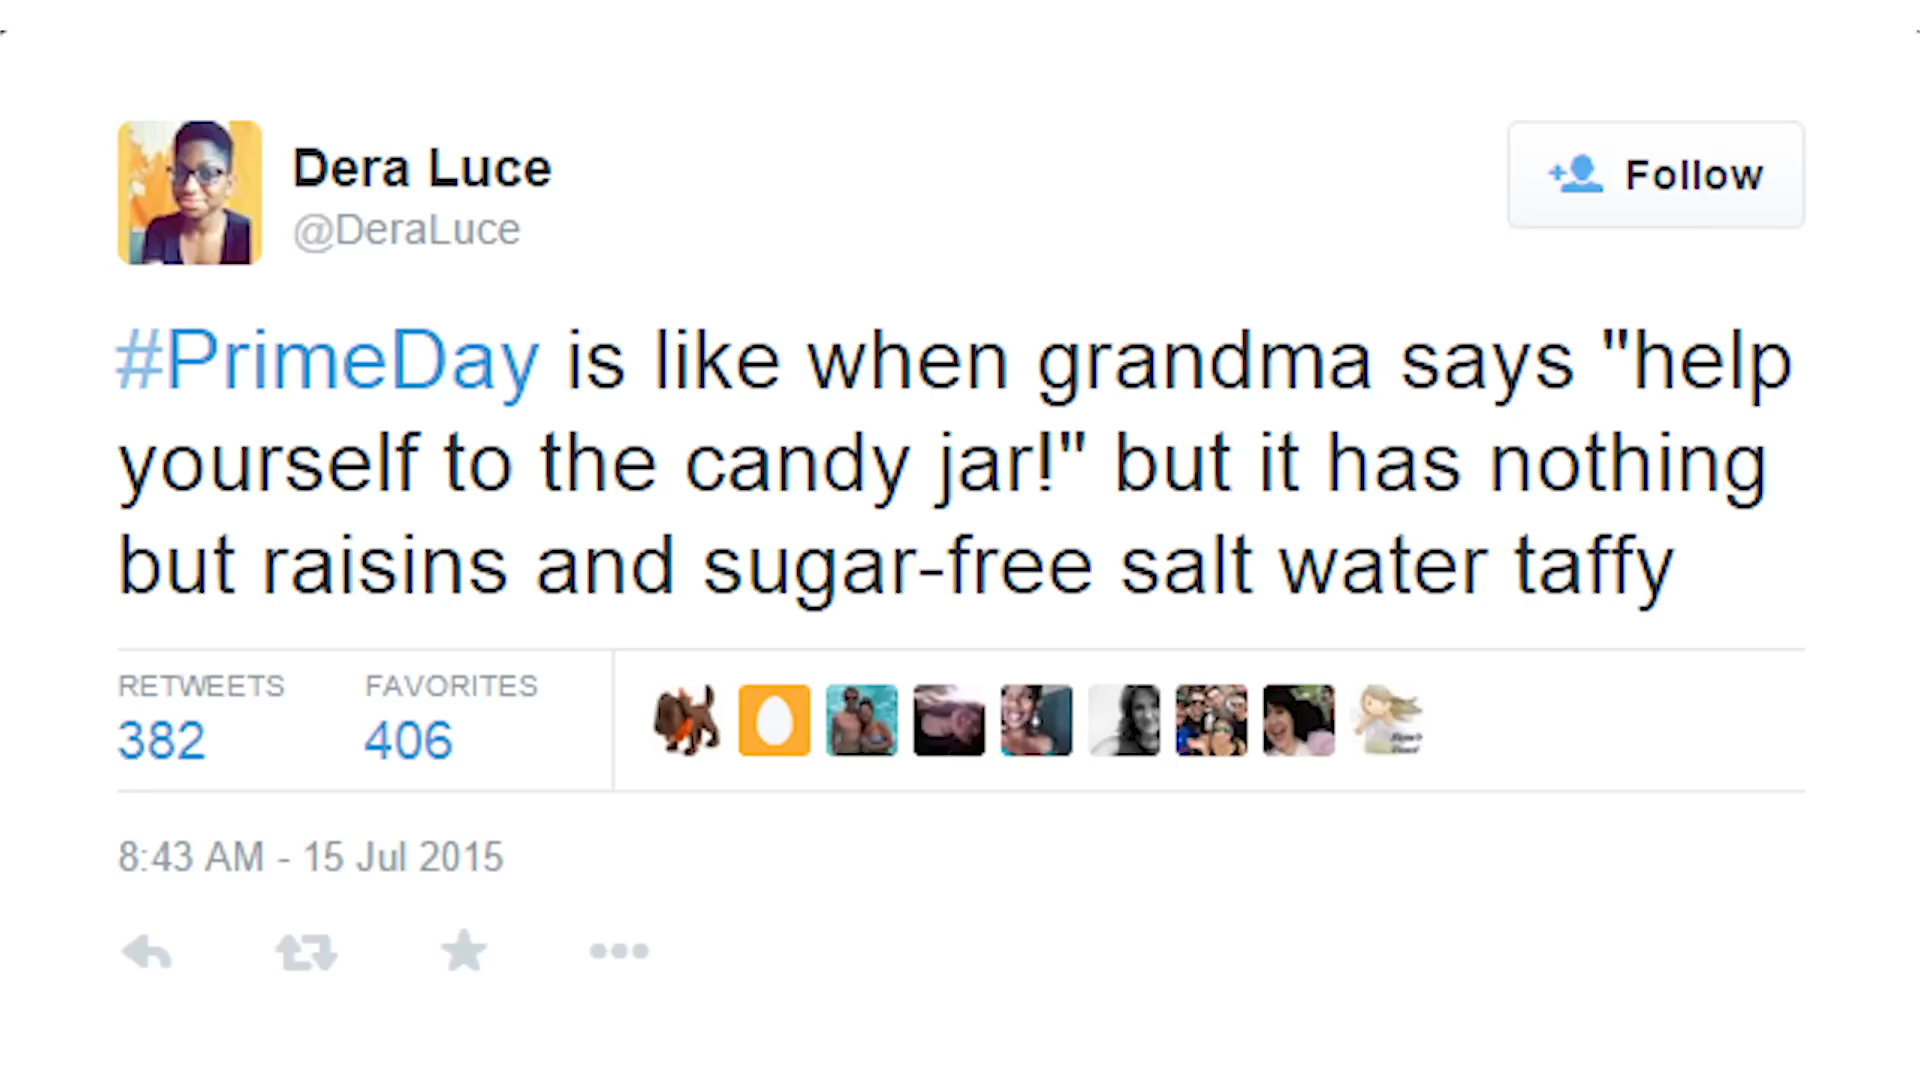 Dera Luce
@DeraLuce
Follow
#PrimeDay is like when grandma says "help
yourself to the candy jar!" but it has nothing
but raisins and sugar-free salt water taffy
RETWEETS
FAVORITES
382
406
8:43 AM - 15 Jul 2015